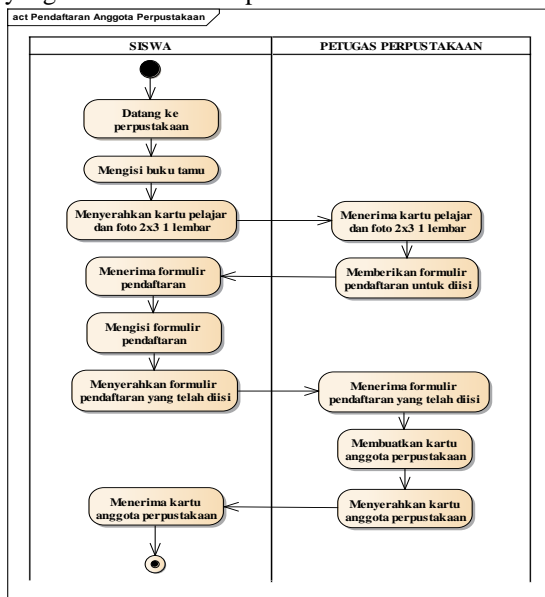 act Pendaftaran Anggota Perpustakaan
SISWA
PETUGAS PERPUSTAKAAN
Datang ke
perpustakaan
Mengisi buku tamu
Menyerahkan kartu pelajar
dan foto 2x3 1 lembar
Menerima kartu pelajar
dan foto 2x3 1 lembar
Memberikan formulir
pendaftaran untuk diisi
Menerima formulir
pendaftaran
Mengisi formulir
pendaftaran
Menyerahkan formulir
pendaftaran yang telah diisi
Menerima formulir
pendaftaran yang telah diisi
Membuatkan kartu
anggota perpustakaan
Menyerahkan kartu
anggota perpustakaan
Menerima kartu
anggota perpustakaan